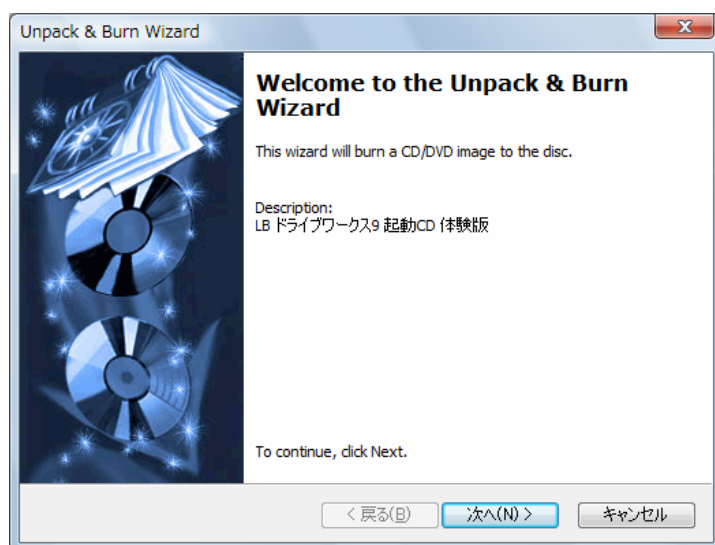 Unpack & Burn Wizard
Welcome to the Unpack & Burn
Wizard
This wizard will burn a CD/DVD image to the disc.
Description:
LB ドライブワークス9 起動CD 体験版
To continue, click Next.
< 戻る(B)
次へ(N) >
キャンセル